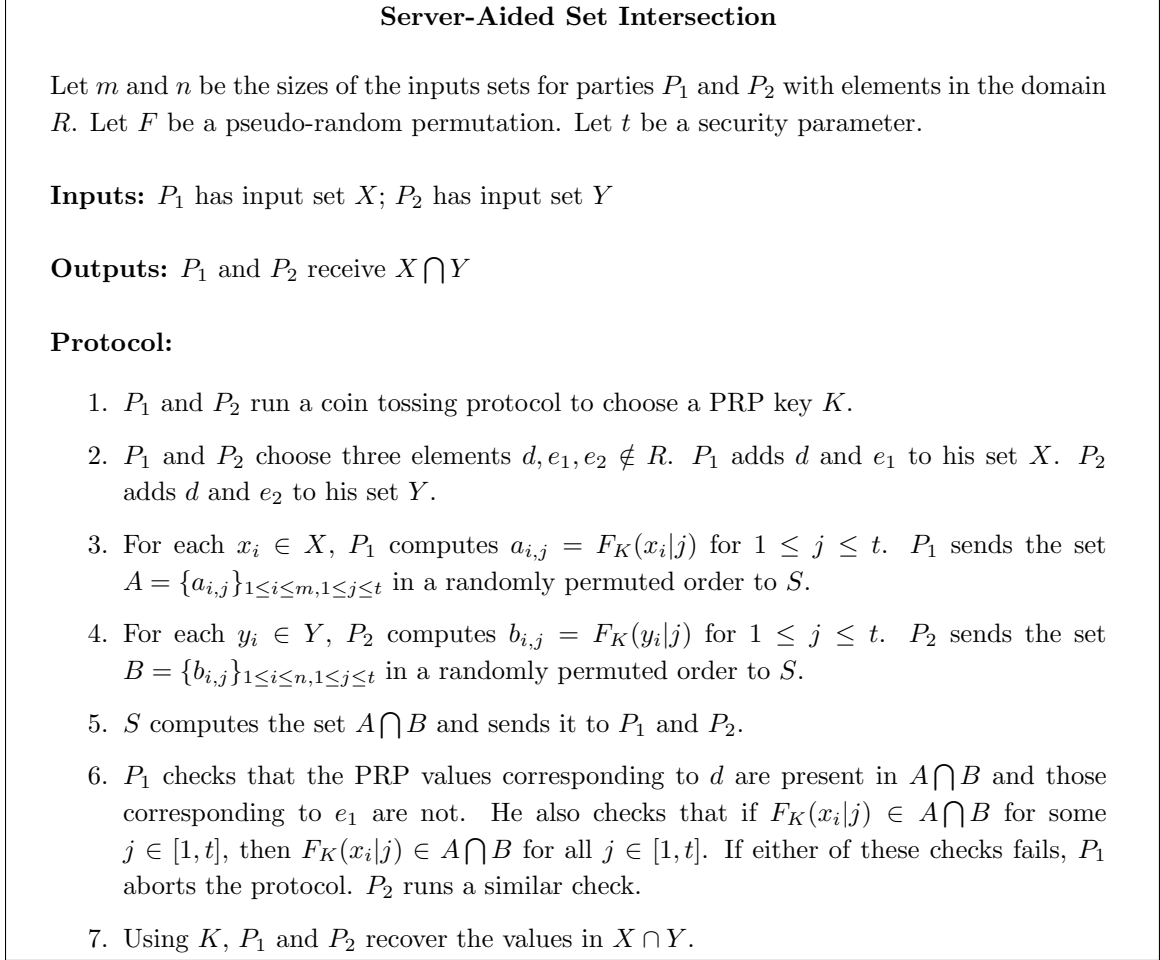 Server-Aided Set Intersection
Let m and n be the sizes of the inputs sets for parties P₁ and P₂ with elements in the domain
R. Let F be a pseudo-random permutation. Let t be a security parameter.
Inputs: P₁ has input set X; P₂ has input set Y
Outputs: P₁ and P₂ receive X ⋂ Y
Protocol:
1. P₁ and P₂ run a coin tossing protocol to choose a PRP key K.
2. P₁ and P₂ choose three elements d, e₁, e₂ ∉ R. P₁ adds d and e₁ to his set X. P₂
adds d and e₂ to his set Y.
3. For each xᵢ ∈ X, P₁ computes a_{i,j} = F_K(xᵢ|j) for 1 ≤ j ≤ t. P₁ sends the set
A = {a_{i,j}}_{1≤i≤m,1≤j≤t} in a randomly permuted order to S.
4. For each yᵢ ∈ Y, P₂ computes b_{i,j} = F_K(yᵢ|j) for 1 ≤ j ≤ t. P₂ sends the set
B = {b_{i,j}}_{1≤i≤n,1≤j≤t} in a randomly permuted order to S.
5. S computes the set A ⋂ B and sends it to P₁ and P₂.
6. P₁ checks that the PRP values corresponding to d are present in A ⋂ B and those
corresponding to e₁ are not. He also checks that if F_K(xᵢ|j) ∈ A ⋂ B for some
j ∈ [1, t], then F_K(xᵢ|j) ∈ A ⋂ B for all j ∈ [1, t]. If either of these checks fails, P₁
aborts the protocol. P₂ runs a similar check.
7. Using K, P₁ and P₂ recover the values in X ∩ Y.